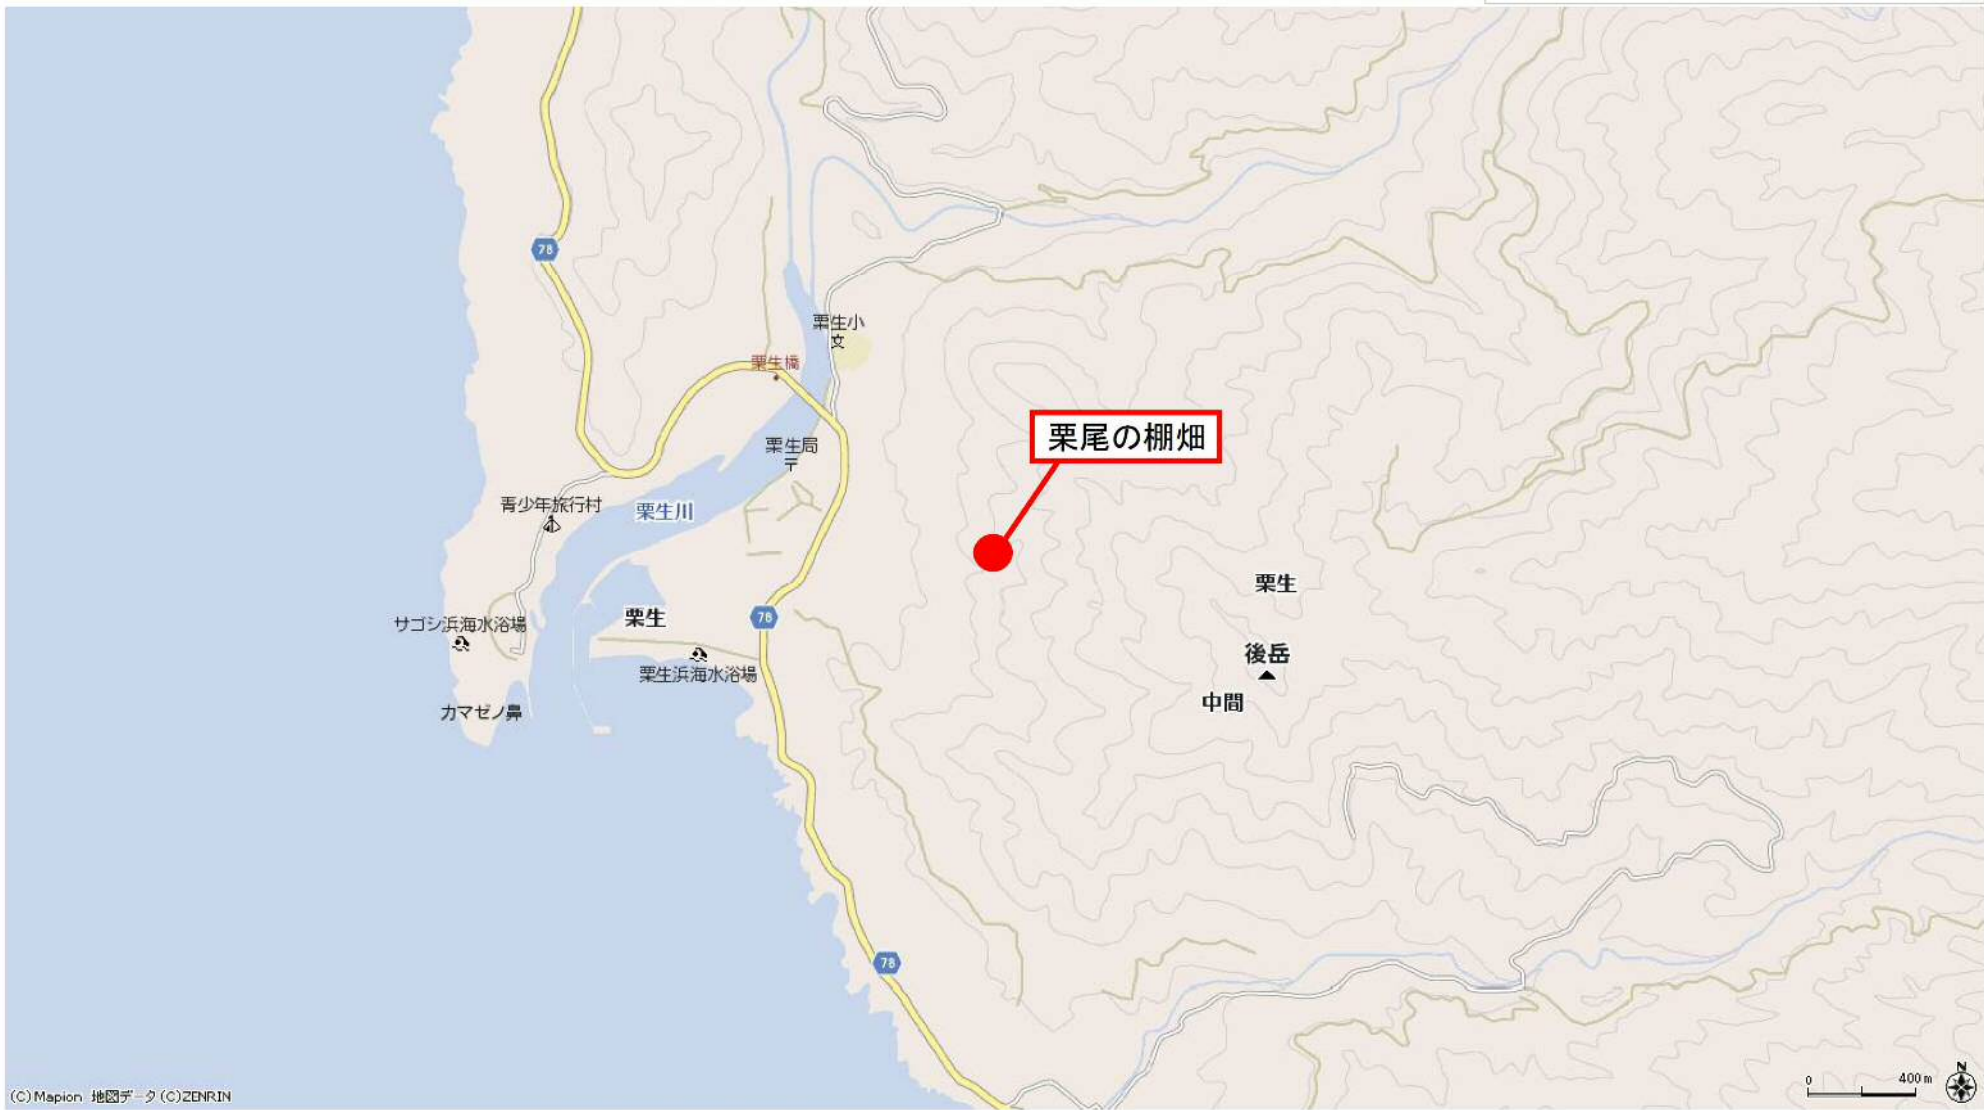 78
栗生小
文
栗生橋
栗尾の棚畑
栗生局
〒
青少年旅行村
栗生川
栗生
78
栗生
サゴシ浜海水浴場
後岳
栗生浜海水浴場
中間
カマゼノ鼻
78
N
0 400m
(C)Mapion 地図データ(C)ZENRIN